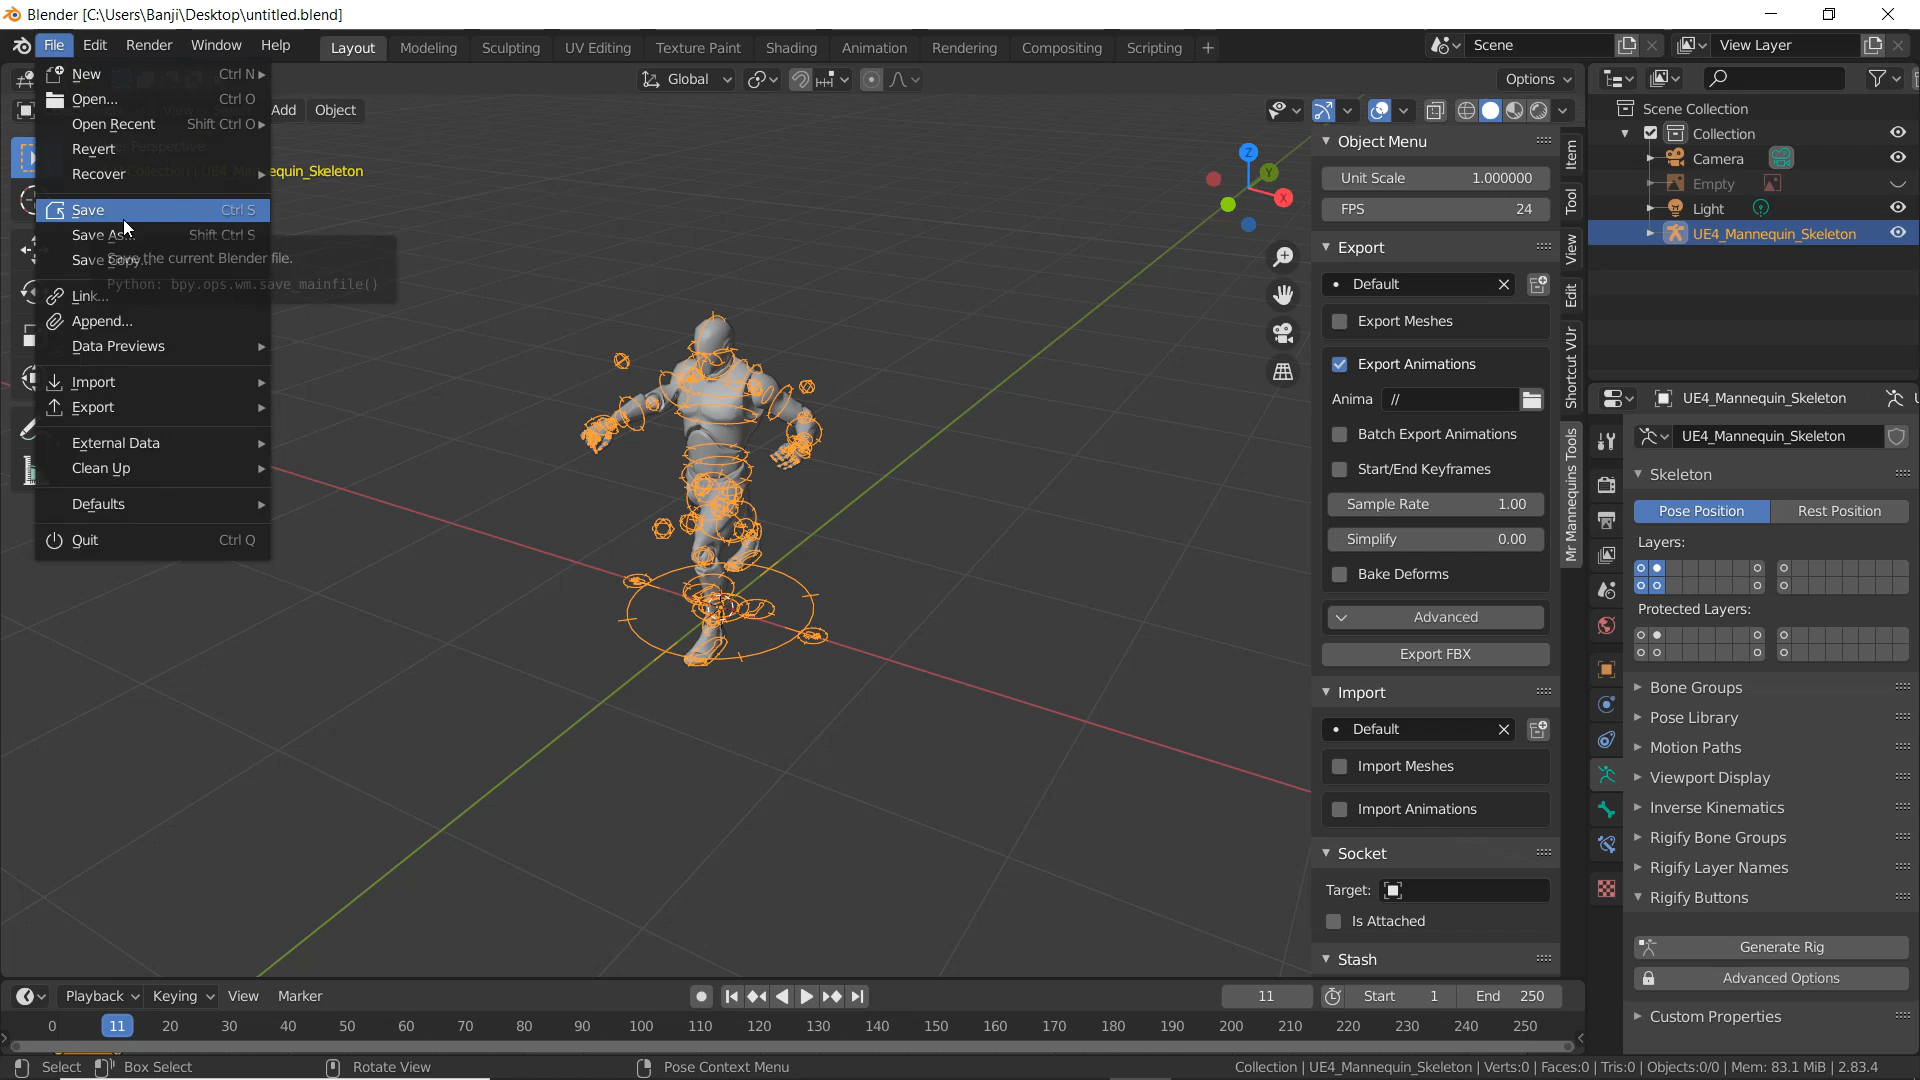 Blender [C:\Users\Banji\Desktop\untitled.blend]
File Edit Render Window Help Layout Modeling Sculpting UV Editing Texture Paint Shading Animation Rendering Compositing Scripting +
Scene View Layer
New Ctrl N
Open... Ctrl O
Open Recent Shift Ctrl O
Revert
Recover
Save Ctrl S
Save As... Shift Ctrl S
Save Copy...
Link...
Append...
Data Previews
Import
Export
External Data
Clean Up
Defaults
Quit Ctrl Q
Save the current Blender file.
Python: bpy.ops.wm.save_mainfile()
Add Object
Perspective
Collection | UE4_Mannequin_Skeleton
Global
Options
Z
Y
X
Object Menu
Unit Scale 1.000000
FPS 24
Export
Default
Export Meshes
Export Animations
Anima //
Batch Export Animations
Start/End Keyframes
Sample Rate 1.00
Simplify 0.00
Bake Deforms
Advanced
Export FBX
Import
Default
Import Meshes
Import Animations
Socket
Target:
Is Attached
Stash
Item
Tool
View
Edit
Shortcut VUr
Mr Mannequins Tools
Scene Collection
Collection
Camera
Empty
Light
UE4_Mannequin_Skeleton
UE4_Mannequin_Skeleton
UE4_Mannequin_Skeleton
Skeleton
Pose Position Rest Position
Layers:
Protected Layers:
Bone Groups
Pose Library
Motion Paths
Viewport Display
Inverse Kinematics
Rigify Bone Groups
Rigify Layer Names
Rigify Buttons
Generate Rig
Advanced Options
Custom Properties
Playback Keying View Marker 11 Start 1 End 250
0 11 20 30 40 50 60 70 80 90 100 110 120 130 140 150 160 170 180 190 200 210 220 230 240 250
Select Box Select Rotate View Pose Context Menu Collection | UE4_Mannequin_Skeleton | Verts:0 | Faces:0 | Tris:0 | Objects:0/0 | Mem: 83.1 MiB | 2.83.4